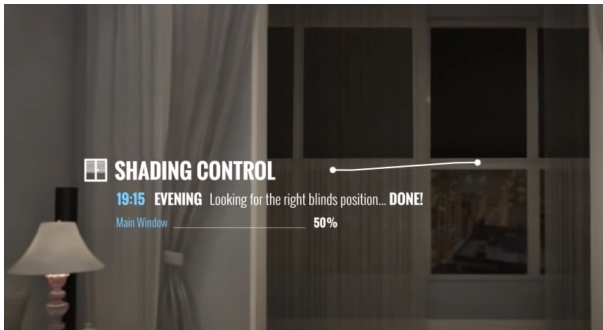 SHADING CONTROL
19:15 EVENING Looking for the right blinds position... DONE!
Main Window 50%